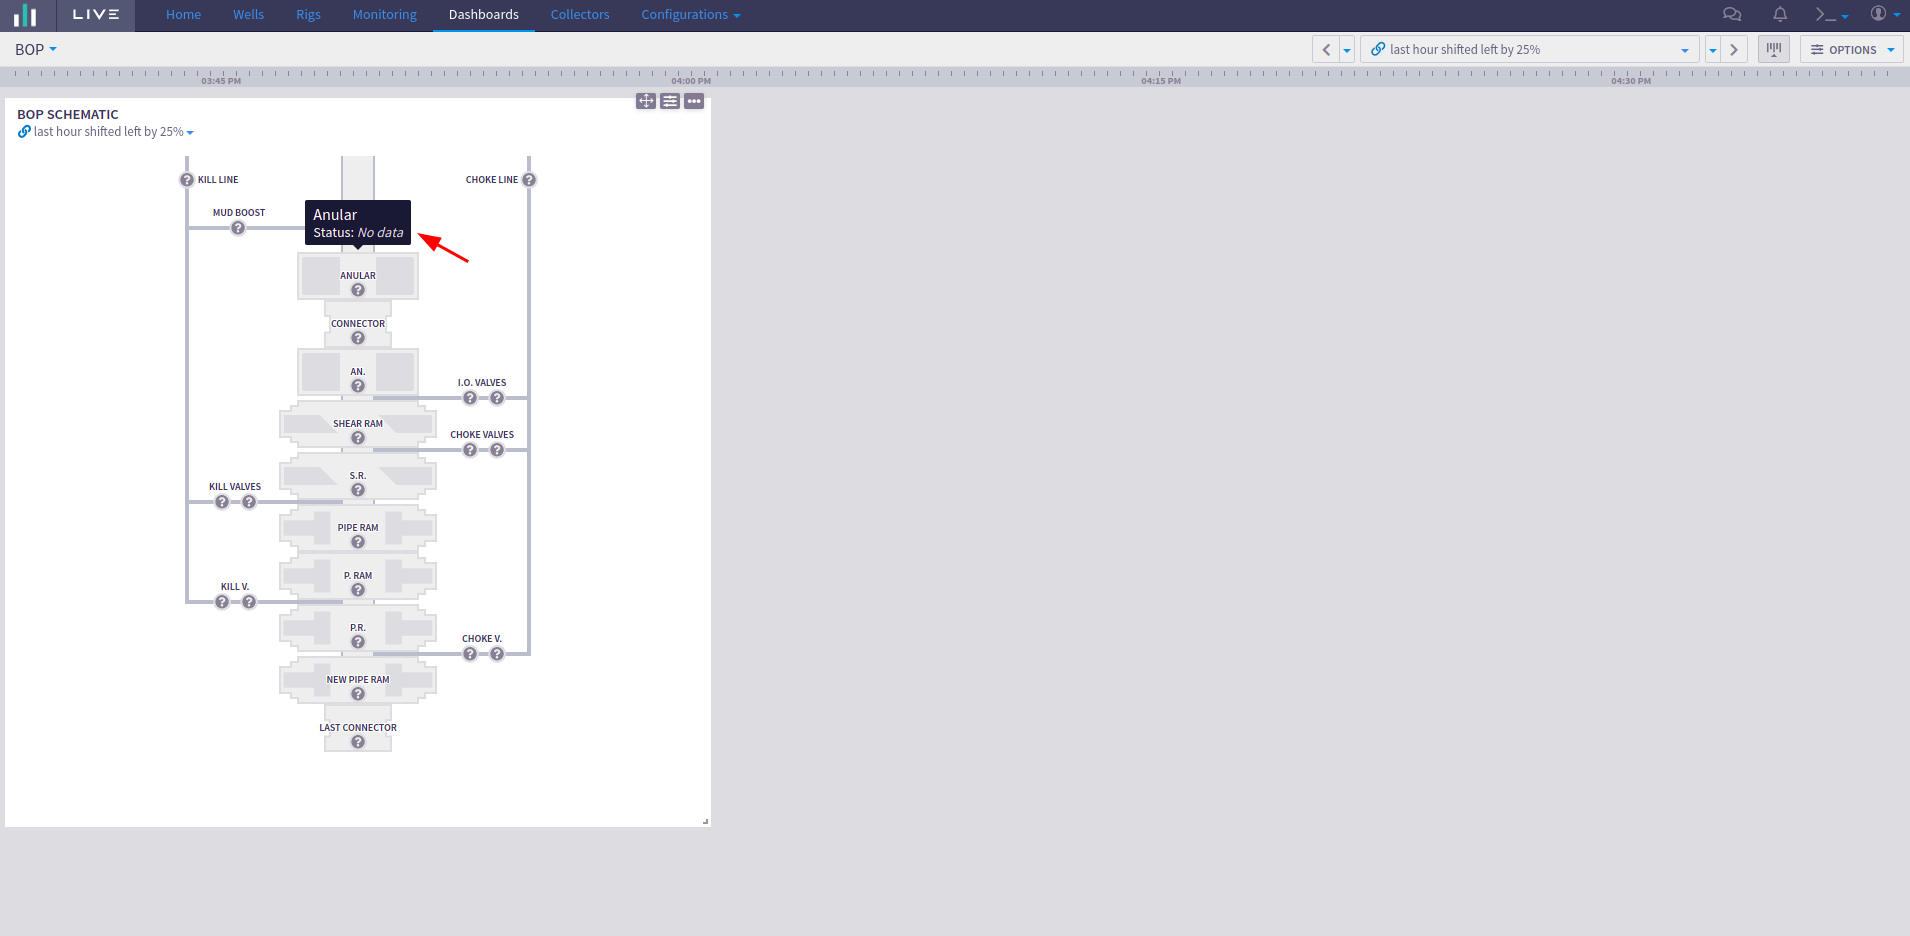 LIVE Home Wells Rigs Monitoring Dashboards Collectors Configurations
BOP last hour shifted left by 25% OPTIONS
03:45 PM 04:00 PM 04:15 PM 04:30 PM
BOP SCHEMATIC
last hour shifted left by 25%
? KILL LINE CHOKE LINE ?
MUD BOOST
?
Anular
Status: No data
ANULAR
?
CONNECTOR
?
AN.
?
I.O. VALVES
? ?
SHEAR RAM
?
CHOKE VALVES
? ?
S.R.
?
KILL VALVES
? ?
PIPE RAM
?
P. RAM
?
KILL V.
? ?
P.R.
?
CHOKE V.
? ?
NEW PIPE RAM
?
LAST CONNECTOR
?